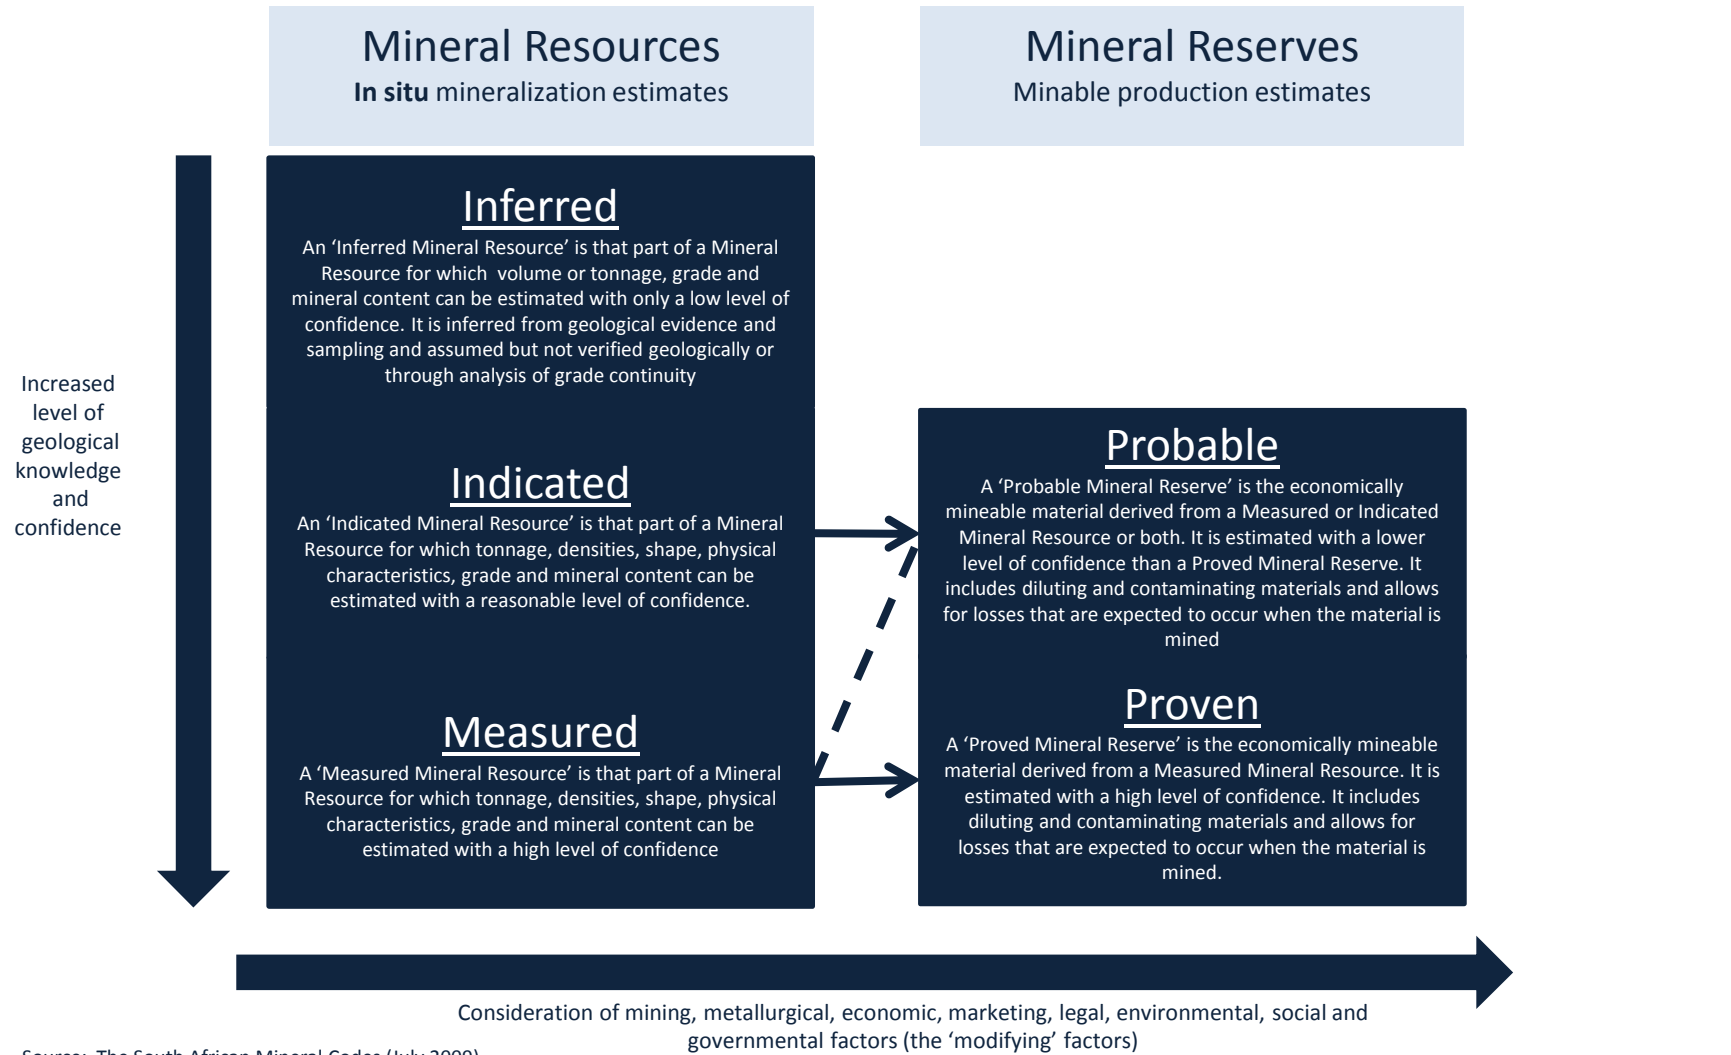 Mineral Resources
In situ mineralization estimates
Mineral Reserves
Minable production estimates
Inferred
An ‘Inferred Mineral Resource’ is that part of a Mineral
Resource for which volume or tonnage, grade and
mineral content can be estimated with only a low level of
confidence. It is inferred from geological evidence and
sampling and assumed but not verified geologically or
through analysis of grade continuity
Increased
level of
geological
knowledge
and
confidence
Indicated
An ‘Indicated Mineral Resource’ is that part of a Mineral
Resource for which tonnage, densities, shape, physical
characteristics, grade and mineral content can be
estimated with a reasonable level of confidence.
Probable
A ‘Probable Mineral Reserve’ is the economically
mineable material derived from a Measured or Indicated
Mineral Resource or both. It is estimated with a lower
level of confidence than a Proved Mineral Reserve. It
includes diluting and contaminating materials and allows
for losses that are expected to occur when the material is
mined
Measured
A ‘Measured Mineral Resource’ is that part of a Mineral
Resource for which tonnage, densities, shape, physical
characteristics, grade and mineral content can be
estimated with a high level of confidence
Proven
A ‘Proved Mineral Reserve’ is the economically mineable
material derived from a Measured Mineral Resource. It is
estimated with a high level of confidence. It includes
diluting and contaminating materials and allows for
losses that are expected to occur when the material is
mined.
Consideration of mining, metallurgical, economic, marketing, legal, environmental, social and
governmental factors (the ‘modifying’ factors)
Source: The South African Mineral Codes (July 2009)